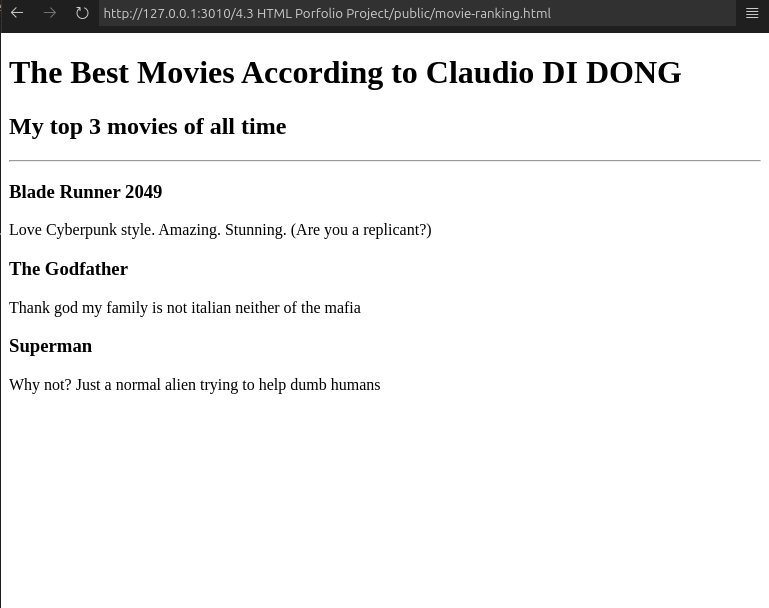 http://127.0.0.1:3010/4.3 HTML Porfolio Project/public/movie-ranking.html
The Best Movies According to Claudio DI DONG
My top 3 movies of all time
Blade Runner 2049
Love Cyberpunk style. Amazing. Stunning. (Are you a replicant?)
The Godfather
Thank god my family is not italian neither of the mafia
Superman
Why not? Just a normal alien trying to help dumb humans